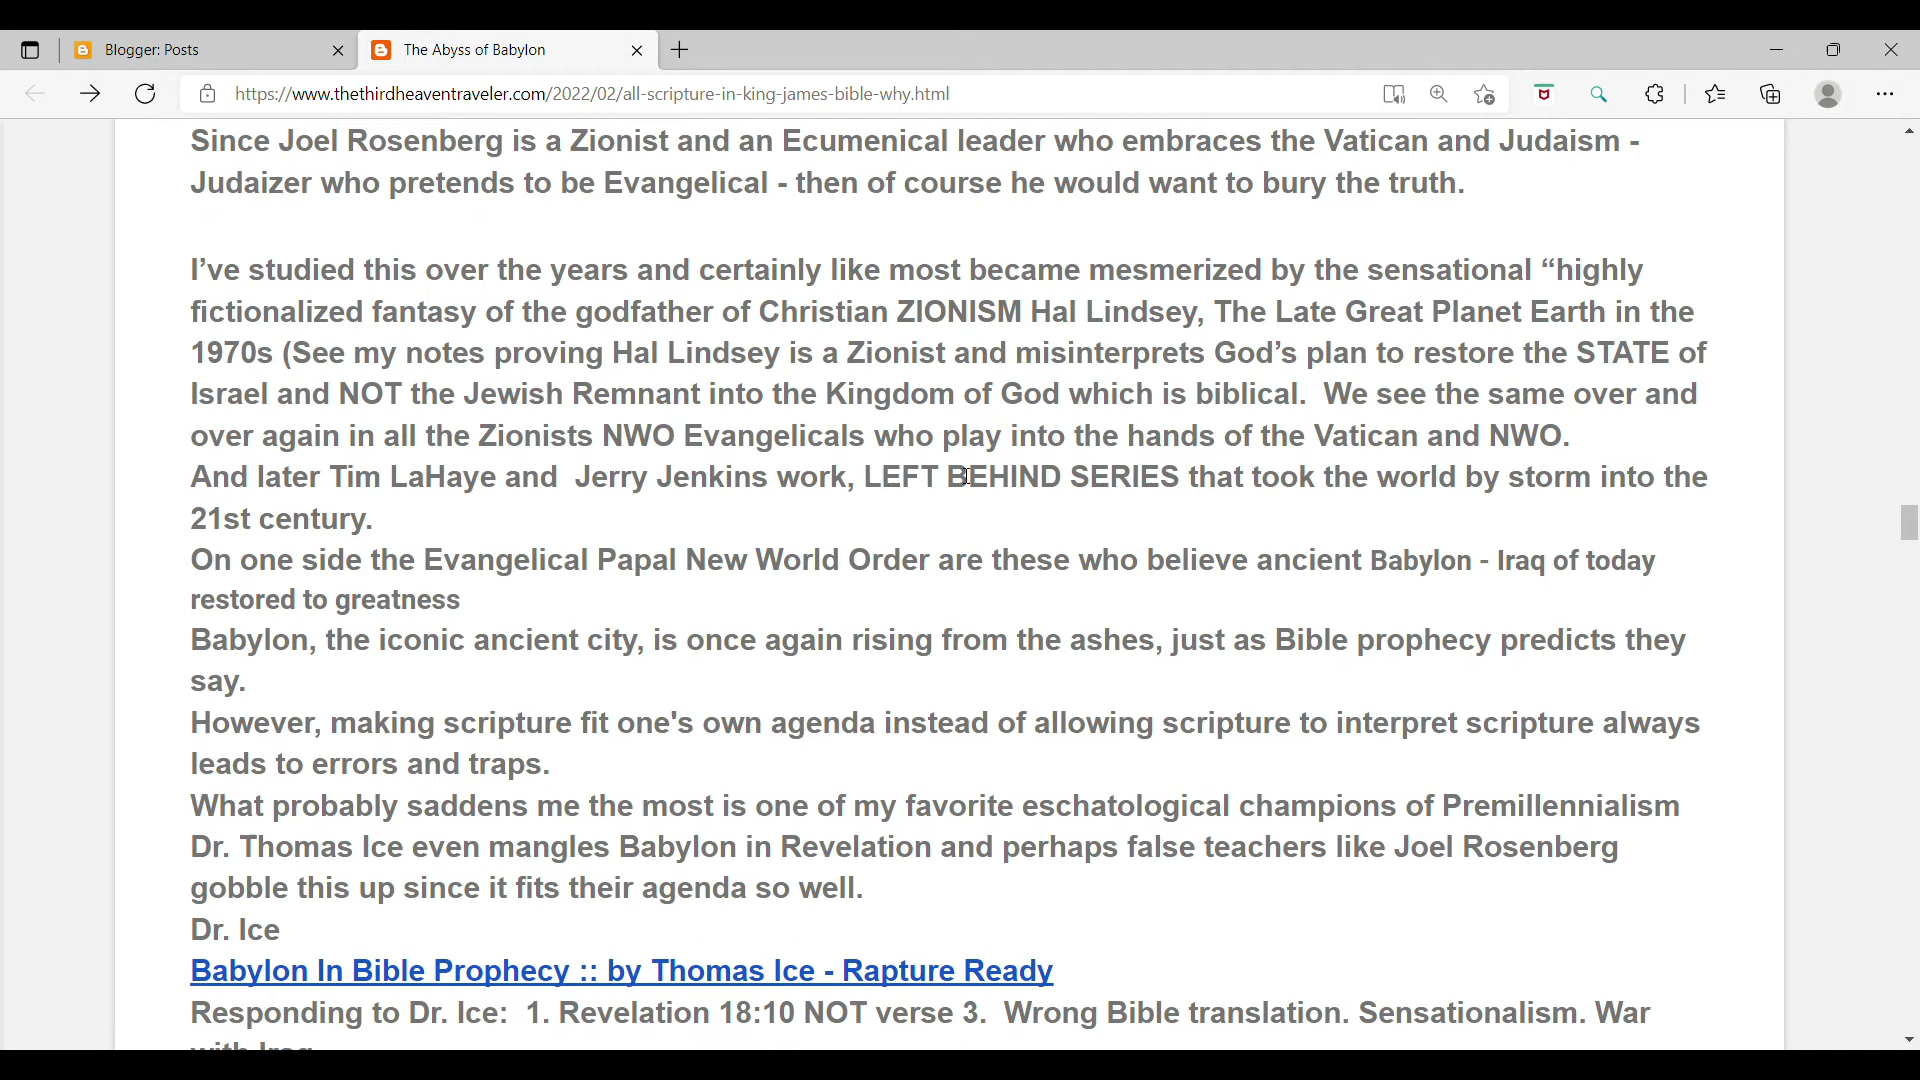 Blogger: Posts
The Abyss of Babylon
https://www.thethirdheaventraveler.com/2022/02/all-scripture-in-king-james-bible-why.html
Since Joel Rosenberg is a Zionist and an Ecumenical leader who embraces the Vatican and Judaism -
Judaizer who pretends to be Evangelical - then of course he would want to bury the truth.
I’ve studied this over the years and certainly like most became mesmerized by the sensational “highly
fictionalized fantasy of the godfather of Christian ZIONISM Hal Lindsey, The Late Great Planet Earth in the
1970s (See my notes proving Hal Lindsey is a Zionist and misinterprets God’s plan to restore the STATE of
Israel and NOT the Jewish Remnant into the Kingdom of God which is biblical.  We see the same over and
over again in all the Zionists NWO Evangelicals who play into the hands of the Vatican and NWO.
And later Tim LaHaye and  Jerry Jenkins work, LEFT BEHIND SERIES that took the world by storm into the
21st century.
On one side the Evangelical Papal New World Order are these who believe ancient Babylon - Iraq of today
restored to greatness
Babylon, the iconic ancient city, is once again rising from the ashes, just as Bible prophecy predicts they
say.
However, making scripture fit one's own agenda instead of allowing scripture to interpret scripture always
leads to errors and traps.
What probably saddens me the most is one of my favorite eschatological champions of Premillennialism
Dr. Thomas Ice even mangles Babylon in Revelation and perhaps false teachers like Joel Rosenberg
gobble this up since it fits their agenda so well.
Dr. Ice
Babylon In Bible Prophecy :: by Thomas Ice - Rapture Ready
Responding to Dr. Ice:  1. Revelation 18:10 NOT verse 3.  Wrong Bible translation. Sensationalism. War
with Iraq